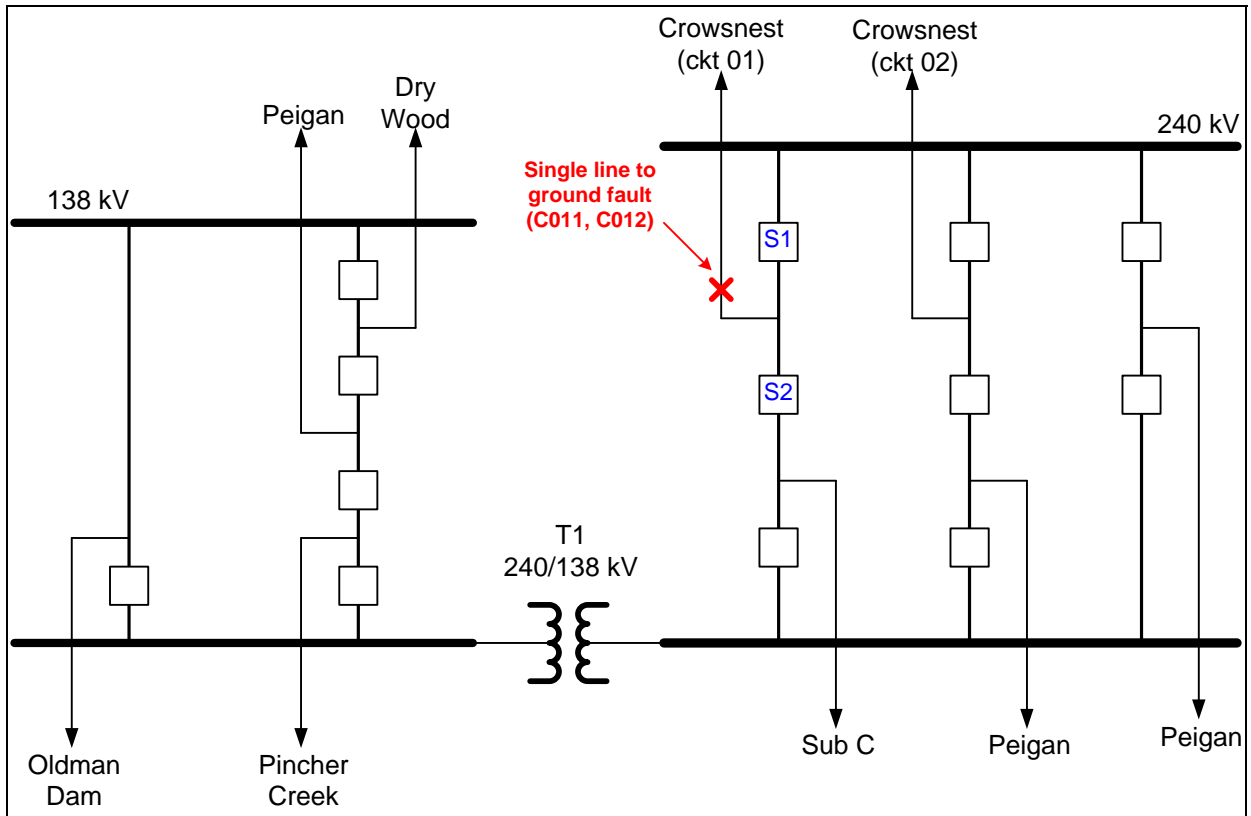 Crowsnest
(ckt 01)
Crowsnest
(ckt 02)
Peigan
Dry
Wood
240 kV
138 kV
Single line to
ground fault
(C011, C012)
S1
S2
T1
240/138 kV
Oldman
Dam
Pincher
Creek
Sub C
Peigan
Peigan